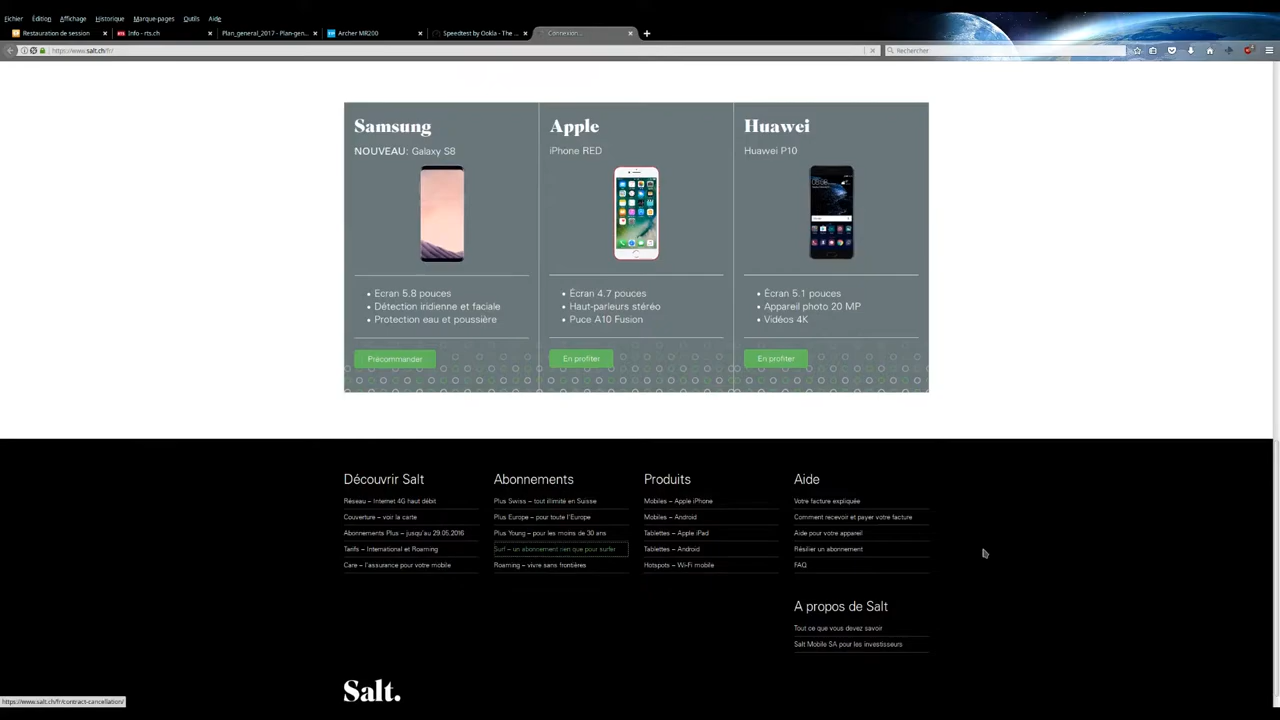 Fichier Édition Affichage Historique Marque-pages Outils Aide
Restauration de session
Info - rts.ch
Plan_general_2017 - Plan-gen...
Archer MR200
Speedtest by Ookla - The ...
Connexion...
https://www.salt.ch/fr/
Rechercher
Samsung
NOUVEAU: Galaxy S8
Écran 5.8 pouces
Détection iridienne et faciale
Protection eau et poussière
Précommander
Apple
iPhone RED
Écran 4.7 pouces
Haut-parleurs stéréo
Puce A10 Fusion
En profiter
Huawei
Huawei P10
Écran 5.1 pouces
Appareil photo 20 MP
Vidéos 4K
En profiter
Découvrir Salt
Réseau – Internet 4G haut débit
Couverture – voir la carte
Abonnements Plus – jusqu'au 29.05.2016
Tarifs – International et Roaming
Care – l'assurance pour votre mobile
Abonnements
Plus Swiss – tout illimité en Suisse
Plus Europe – pour toute l'Europe
Plus Young – pour les moins de 30 ans
Surf – un abonnement rien que pour surfer
Roaming – vivre sans frontières
Produits
Mobiles – Apple iPhone
Mobiles – Android
Tablettes – Apple iPad
Tablettes – Android
Hotspots – Wi-Fi mobile
Aide
Votre facture expliquée
Comment recevoir et payer votre facture
Aide pour votre appareil
Résilier un abonnement
FAQ
A propos de Salt
Tout ce que vous devez savoir
Salt Mobile SA pour les investisseurs
Salt.
https://www.salt.ch/fr/contract-cancellation/